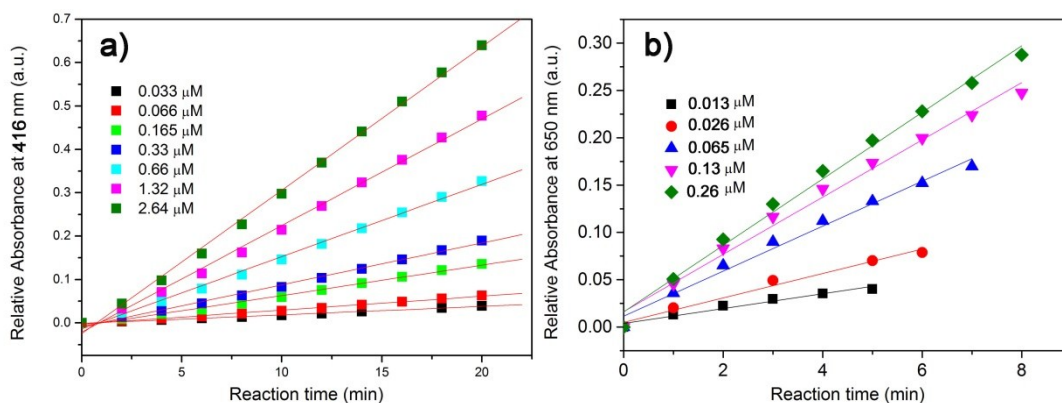 a)
Relative Absorbance at 416 nm (a.u.)
0.7
0.6
0.5
0.4
0.3
0.2
0.1
0.0
0.033 μM
0.066 μM
0.165 μM
0.33 μM
0.66 μM
1.32 μM
2.64 μM
0
5
10
15
20
Reaction time (min)
b)
Relative Absorbance at 650 nm (a.u.)
0.30
0.25
0.20
0.15
0.10
0.05
0.00
0.013 μM
0.026 μM
0.065 μM
0.13 μM
0.26 μM
0
2
4
6
8
Reaction time (min)